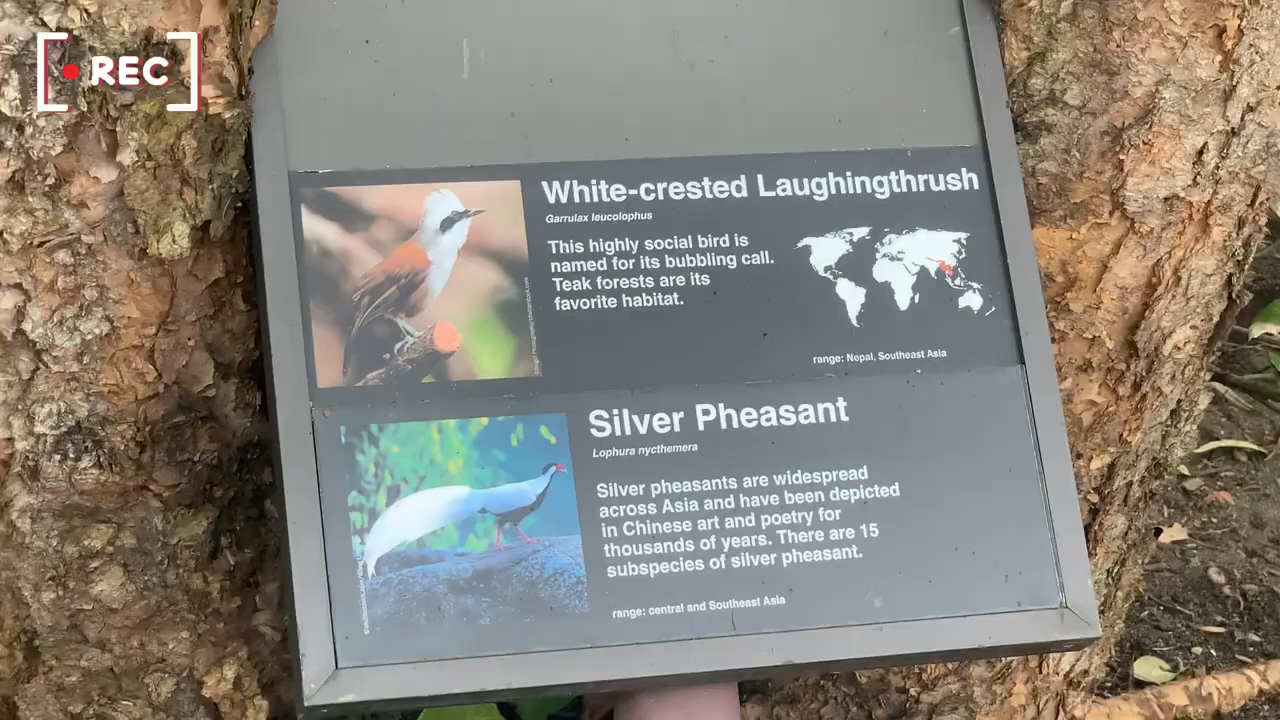 REC
White-crested Laughingthrush
Garrulax leucolophus
This highly social bird is
named for its bubbling call.
Teak forests are its
favorite habitat.
range: Nepal, Southeast Asia
Silver Pheasant
Lophura nycthemera
Silver pheasants are widespread
across Asia and have been depicted
in Chinese art and poetry for
thousands of years. There are 15
subspecies of silver pheasant.
range: central and Southeast Asia